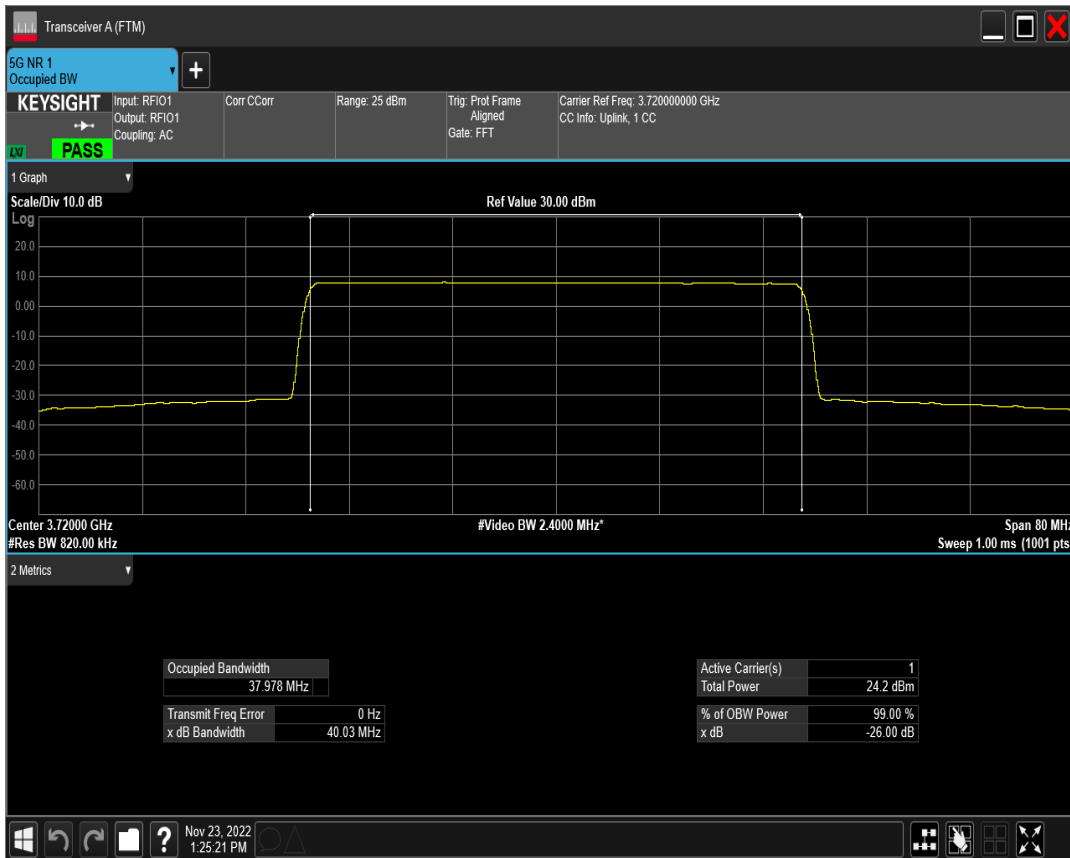 Transceiver A (FTM)
5G NR 1
Occupied BW
+
KEYSIGHT
LXI
PASS
Input: RFIO1
Output: RFIO1
Coupling: AC
Corr CCorr
Range: 25 dBm
Trig: Prot Frame
Aligned
Gate: FFT
Carrier Ref Freq: 3.720000000 GHz
CC Info: Uplink, 1 CC
1 Graph
Scale/Div 10.0 dB
Ref Value 30.00 dBm
Log
20.0
10.0
0.00
-10.0
-20.0
-30.0
-40.0
-50.0
-60.0
Center 3.72000 GHz
#Video BW 2.4000 MHz*
Span 80 MHz
#Res BW 820.00 kHz
Sweep 1.00 ms (1001 pts
2 Metrics
Occupied Bandwidth
37.978 MHz
Transmit Freq Error 0 Hz
x dB Bandwidth 40.03 MHz
Active Carrier(s) 1
Total Power 24.2 dBm
% of OBW Power 99.00 %
x dB -26.00 dB
?
Nov 23, 2022
1:25:21 PM